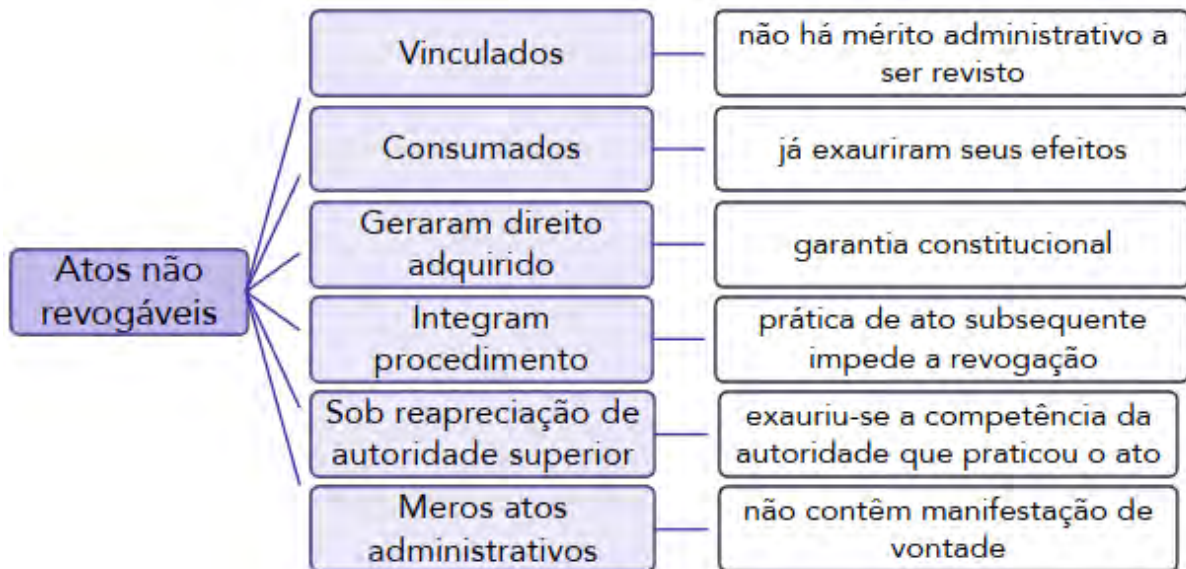 Atos não
revogáveis
Vinculados
não há mérito administrativo a
ser revisto
Consumados
já exauriram seus efeitos
Geraram direito
adquirido
garantia constitucional
Integram
procedimento
prática de ato subsequente
impede a revogação
Sob reapreciação de
autoridade superior
exauriu-se a competência da
autoridade que praticou o ato
Meros atos
administrativos
não contêm manifestação de
vontade